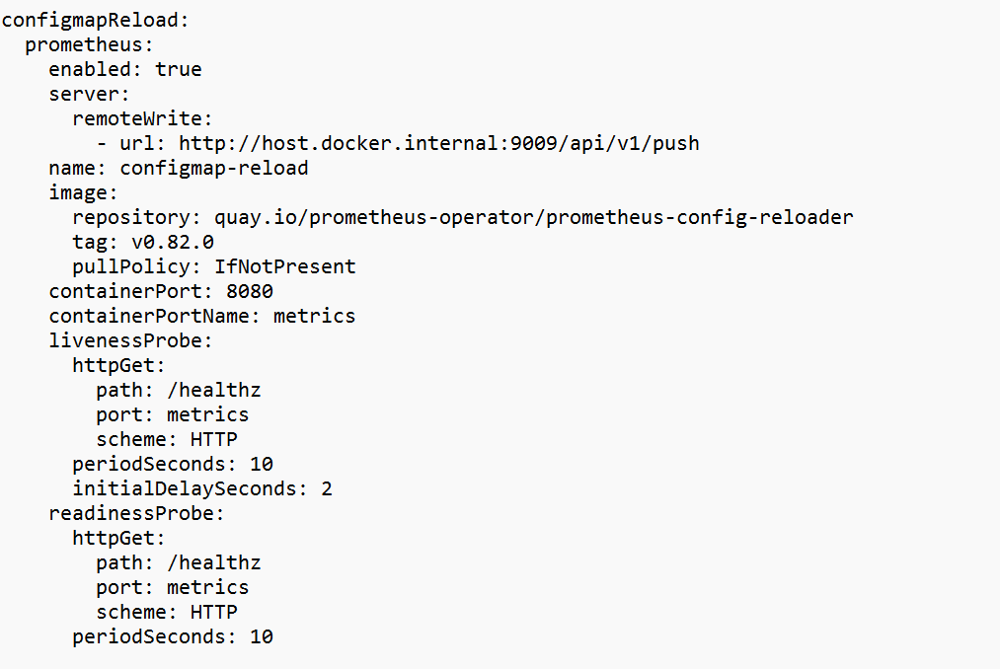 configmapReload:
  prometheus:
    enabled: true
    server:
      remoteWrite:
        - url: http://host.docker.internal:9009/api/v1/push
    name: configmap-reload
    image:
      repository: quay.io/prometheus-operator/prometheus-config-reloader
      tag: v0.82.0
      pullPolicy: IfNotPresent
    containerPort: 8080
    containerPortName: metrics
    livenessProbe:
      httpGet:
        path: /healthz
        port: metrics
        scheme: HTTP
      periodSeconds: 10
      initialDelaySeconds: 2
    readinessProbe:
      httpGet:
        path: /healthz
        port: metrics
        scheme: HTTP
      periodSeconds: 10